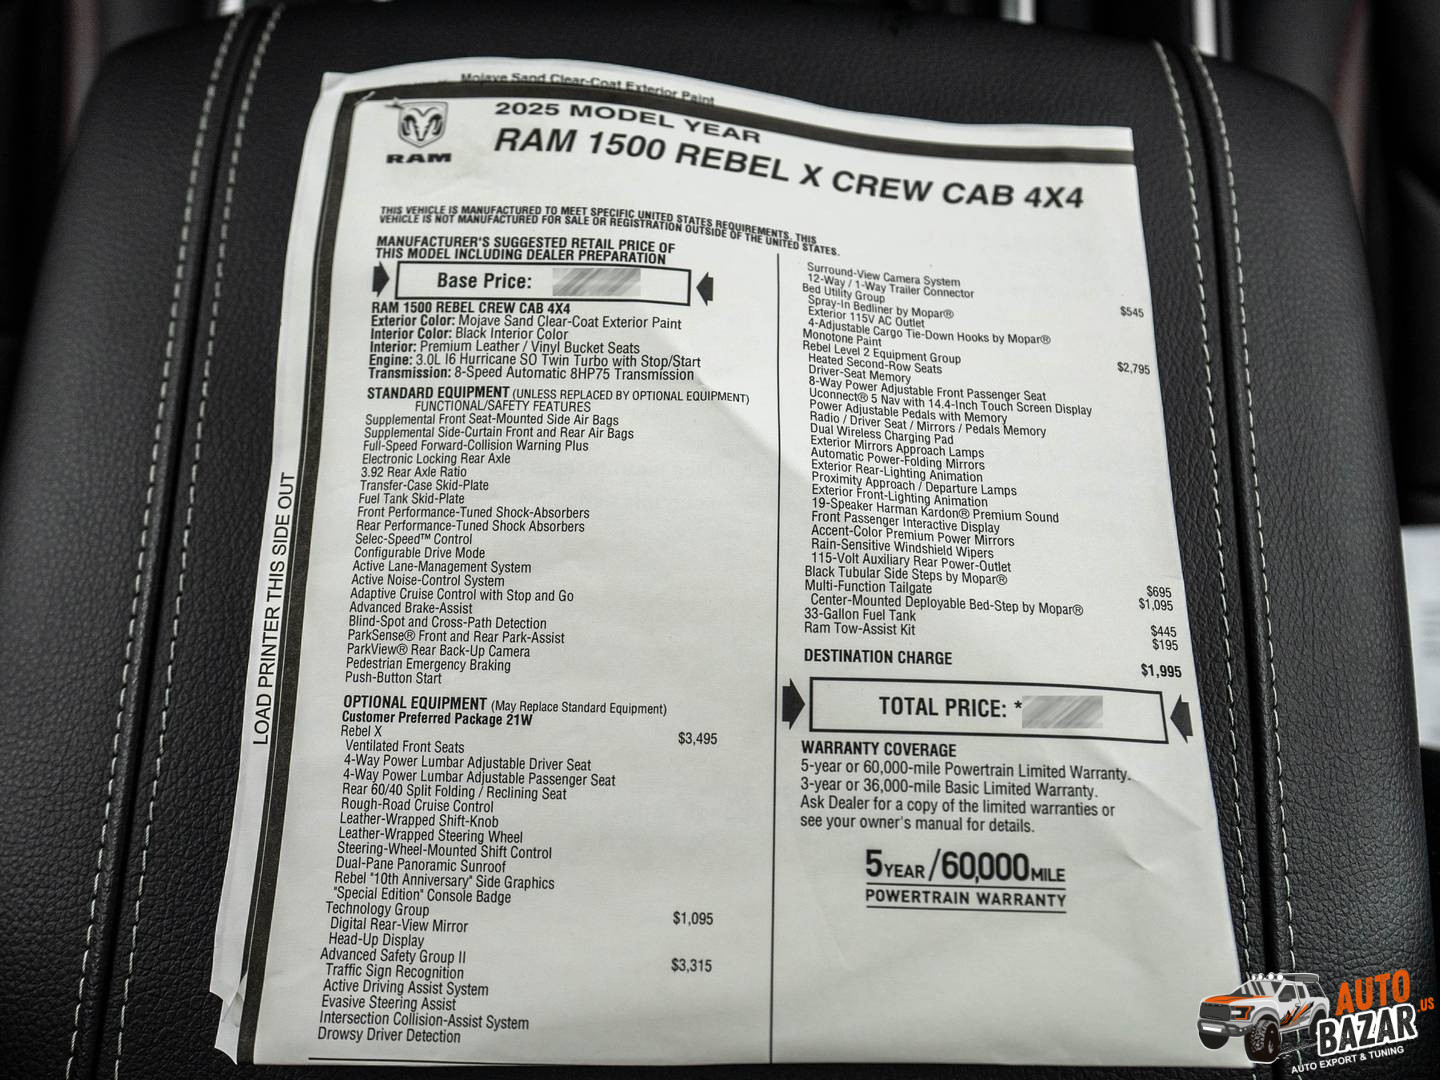 Mojave Sand Clear-Coat Exterior Paint
RAM
2025 MODEL YEAR
RAM 1500 REBEL X CREW CAB 4X4
THIS VEHICLE IS MANUFACTURED TO MEET SPECIFIC UNITED STATES REQUIREMENTS. THIS
VEHICLE IS NOT MANUFACTURED FOR SALE OR REGISTRATION OUTSIDE OF THE UNITED STATES.
MANUFACTURER'S SUGGESTED RETAIL PRICE OF
THIS MODEL INCLUDING DEALER PREPARATION
Base Price:
RAM 1500 REBEL CREW CAB 4X4
Exterior Color: Mojave Sand Clear-Coat Exterior Paint
Interior Color: Black Interior Color
Interior: Premium Leather / Vinyl Bucket Seats
Engine: 3.0L I6 Hurricane SO Twin Turbo with Stop/Start
Transmission: 8-Speed Automatic 8HP75 Transmission
STANDARD EQUIPMENT (UNLESS REPLACED BY OPTIONAL EQUIPMENT)
FUNCTIONAL/SAFETY FEATURES
Supplemental Front Seat-Mounted Side Air Bags
Supplemental Side-Curtain Front and Rear Air Bags
Full-Speed Forward-Collision Warning Plus
Electronic Locking Rear Axle
3.92 Rear Axle Ratio
Transfer-Case Skid-Plate
Fuel Tank Skid-Plate
Front Performance-Tuned Shock-Absorbers
Rear Performance-Tuned Shock Absorbers
Selec-Speed™ Control
Configurable Drive Mode
Active Lane-Management System
Active Noise-Control System
Adaptive Cruise Control with Stop and Go
Advanced Brake-Assist
Blind-Spot and Cross-Path Detection
ParkSense® Front and Rear Park-Assist
ParkView® Rear Back-Up Camera
Pedestrian Emergency Braking
Push-Button Start
OPTIONAL EQUIPMENT (May Replace Standard Equipment)
Customer Preferred Package 21W
Rebel X $3,495
Ventilated Front Seats
4-Way Power Lumbar Adjustable Driver Seat
4-Way Power Lumbar Adjustable Passenger Seat
Rear 60/40 Split Folding / Reclining Seat
Rough-Road Cruise Control
Leather-Wrapped Shift-Knob
Leather-Wrapped Steering Wheel
Steering-Wheel-Mounted Shift Control
Dual-Pane Panoramic Sunroof
Rebel "10th Anniversary" Side Graphics
"Special Edition" Console Badge
Technology Group $1,095
Digital Rear-View Mirror
Head-Up Display
Advanced Safety Group II $3,315
Traffic Sign Recognition
Active Driving Assist System
Evasive Steering Assist
Intersection Collision-Assist System
Drowsy Driver Detection
Surround-View Camera System
12-Way / 1-Way Trailer Connector
Bed Utility Group $545
Spray-In Bedliner by Mopar®
Exterior 115V AC Outlet
4-Adjustable Cargo Tie-Down Hooks by Mopar®
Monotone Paint
Rebel Level 2 Equipment Group $2,795
Heated Second-Row Seats
Driver-Seat Memory
8-Way Power Adjustable Front Passenger Seat
Uconnect® 5 Nav with 14.4-Inch Touch Screen Display
Power Adjustable Pedals with Memory
Radio / Driver Seat / Mirrors / Pedals Memory
Dual Wireless Charging Pad
Exterior Mirrors Approach Lamps
Automatic Power-Folding Mirrors
Exterior Rear-Lighting Animation
Proximity Approach / Departure Lamps
Exterior Front-Lighting Animation
19-Speaker Harman Kardon® Premium Sound
Front Passenger Interactive Display
Accent-Color Premium Power Mirrors
Rain-Sensitive Windshield Wipers
115-Volt Auxiliary Rear Power-Outlet
Black Tubular Side Steps by Mopar® $695
Multi-Function Tailgate $1,095
Center-Mounted Deployable Bed-Step by Mopar®
33-Gallon Fuel Tank $445
Ram Tow-Assist Kit $195
DESTINATION CHARGE $1,995
TOTAL PRICE: *
WARRANTY COVERAGE
5-year or 60,000-mile Powertrain Limited Warranty.
3-year or 36,000-mile Basic Limited Warranty.
Ask Dealer for a copy of the limited warranties or
see your owner's manual for details.
5YEAR/60,000MILE
POWERTRAIN WARRANTY
LOAD PRINTER THIS SIDE OUT
AUTO
BAZAR.US
AUTO EXPORT & TUNING